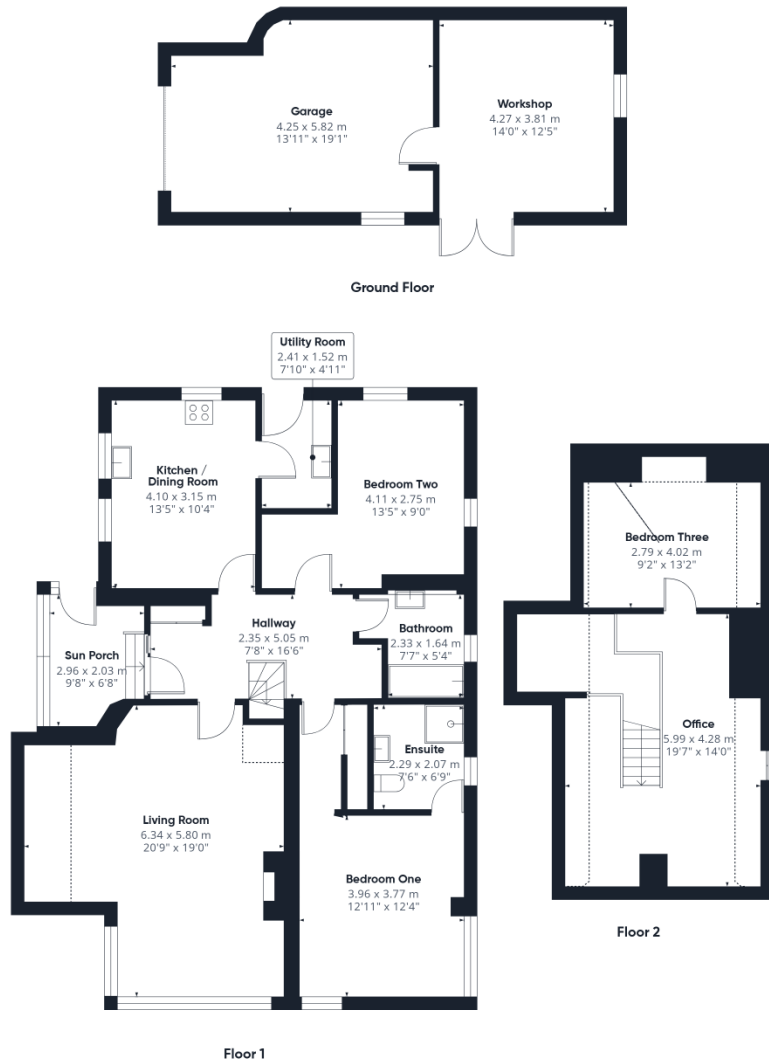 Garage
4.25 x 5.82 m
13'11" x 19'1"
Workshop
4.27 x 3.81 m
14'0" x 12'5"
Ground Floor
Utility Room
2.41 x 1.52 m
7'10" x 4'11"
Kitchen /
Dining Room
4.10 x 3.15 m
13'5" x 10'4"
Bedroom Two
4.11 x 2.75 m
13'5" x 9'0"
Hallway
2.35 x 5.05 m
7'8" x 16'6"
Bathroom
2.33 x 1.64 m
7'7" x 5'4"
Sun Porch
2.96 x 2.03 m
9'8" x 6'8"
Ensuite
2.29 x 2.07 m
7'6" x 6'9"
Living Room
6.34 x 5.80 m
20'9" x 19'0"
Bedroom One
3.96 x 3.77 m
12'11" x 12'4"
Floor 1
Bedroom Three
2.79 x 4.02 m
9'2" x 13'2"
Office
5.99 x 4.28 m
19'7" x 14'0"
Floor 2